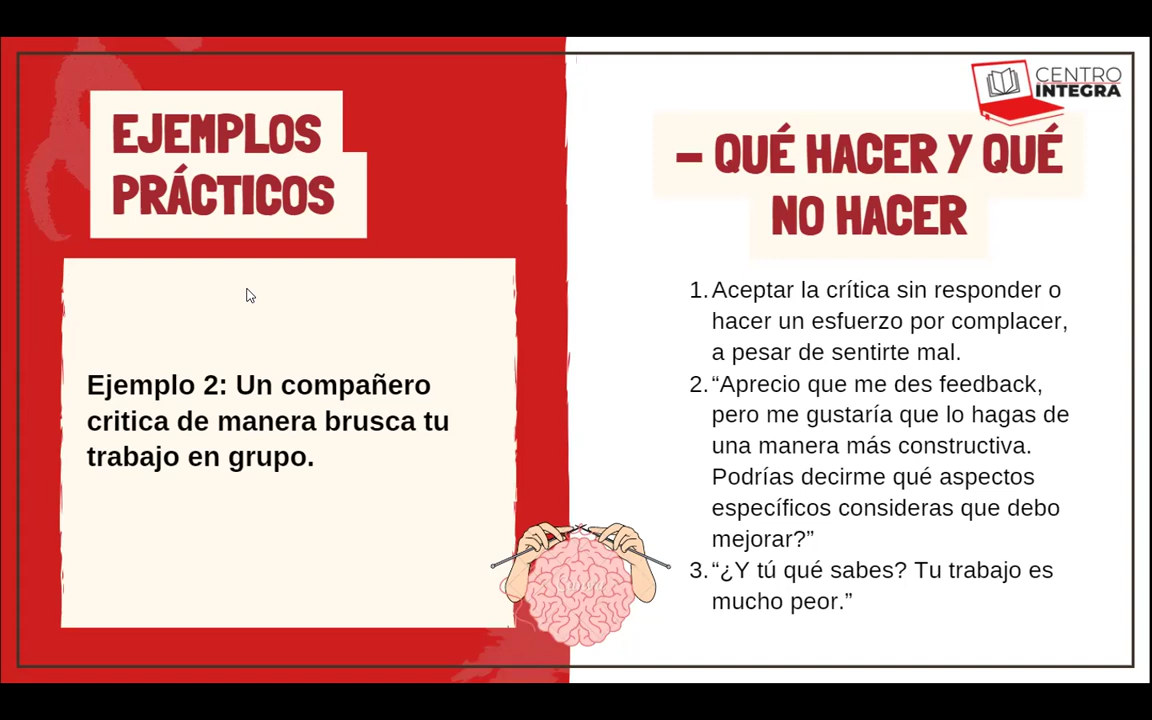 EJEMPLOS
PRÁCTICOS
Ejemplo 2: Un compañero
critica de manera brusca tu
trabajo en grupo.
CENTRO
INTEGRA
– QUÉ HACER Y QUÉ
NO HACER
1. Aceptar la crítica sin responder o
hacer un esfuerzo por complacer,
a pesar de sentirte mal.
2. “Aprecio que me des feedback,
pero me gustaría que lo hagas de
una manera más constructiva.
Podrías decirme qué aspectos
específicos consideras que debo
mejorar?”
3. “¿Y tú qué sabes? Tu trabajo es
mucho peor.”